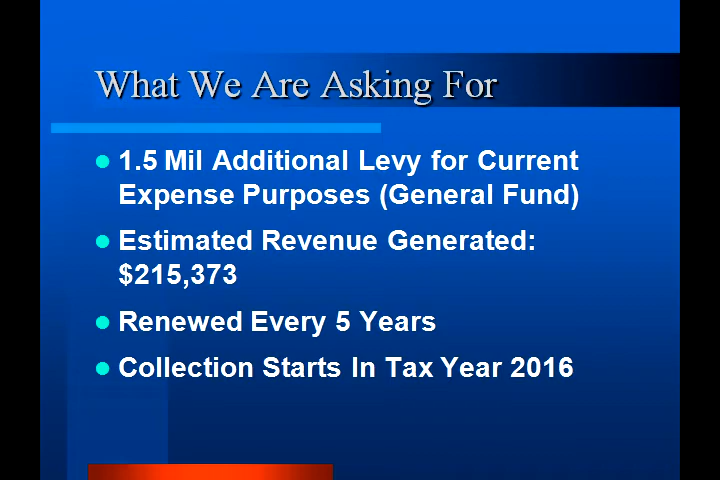 What We Are Asking For
1.5 Mil Additional Levy for Current
Expense Purposes (General Fund)
Estimated Revenue Generated:
$215,373
Renewed Every 5 Years
Collection Starts In Tax Year 2016